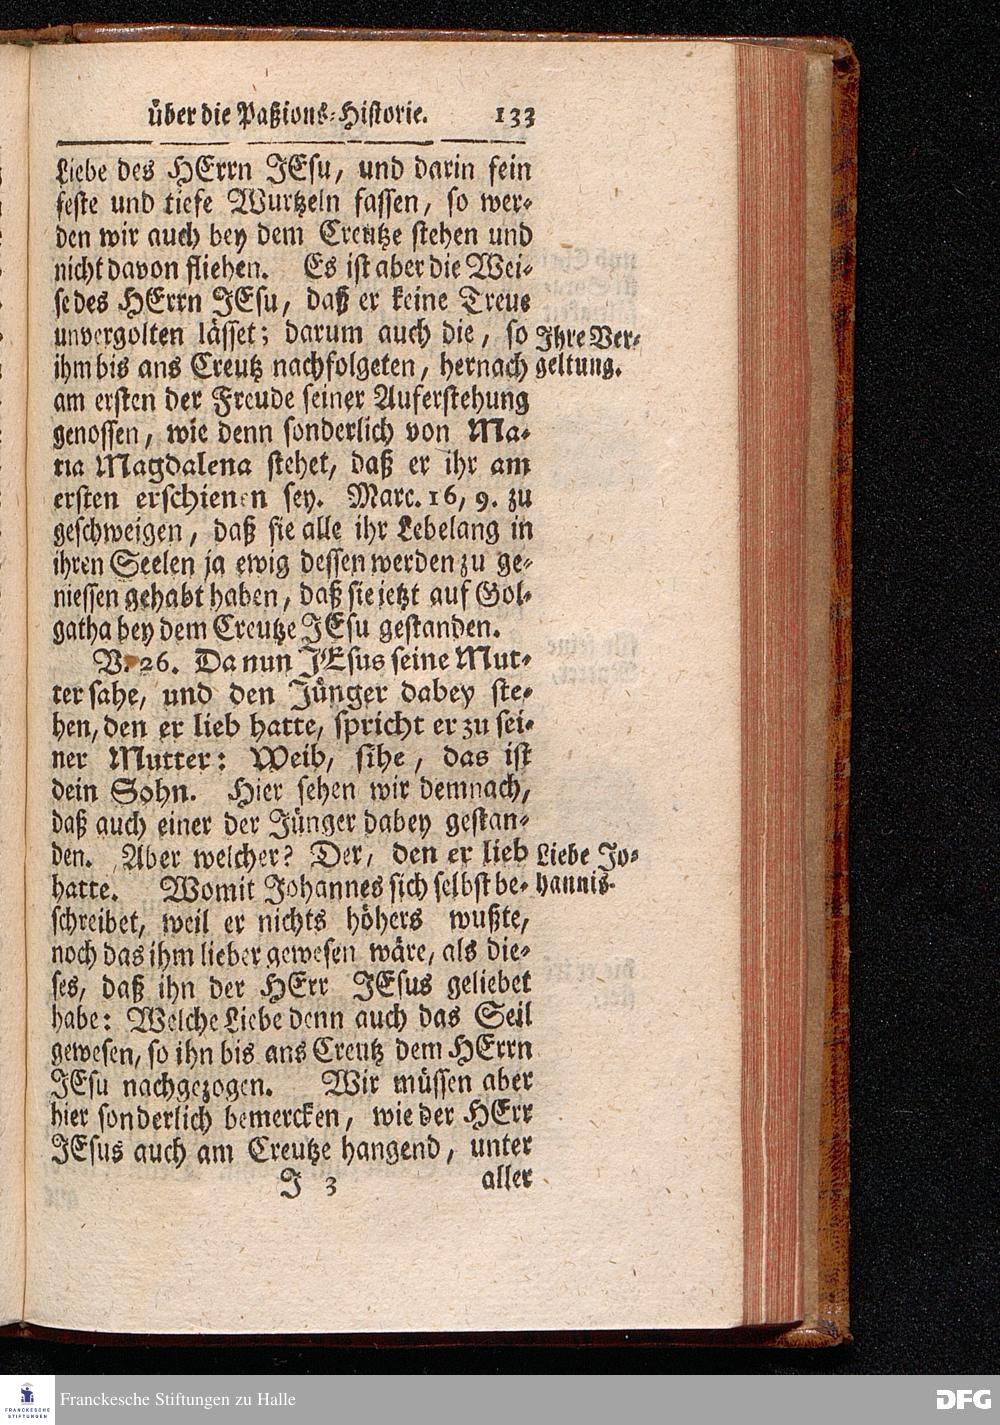 über die Paßions-Historie. 133
Liebe des HErrn JEsu, und darin fein
feste und tiefe Wurtzeln fassen, so wer-
den wir auch bey dem Creutze stehen und
nicht davon fliehen. Es ist aber die Wei-
se des HErrn JEsu, daß er keine Treue
unvergolten lässet; darum auch die, so
ihm bis ans Creutz nachfolgeten, hernach
am ersten der Freude seiner Auferstehung
genossen, wie denn sonderlich von Ma-
ria Magdalena stehet, daß er ihr am
ersten erschienen sey. Marc. 16, 9. zu
geschweigen, daß sie alle ihr Lebelang in
ihren Seelen ja ewig dessen werden zu ge-
niessen gehabt haben, daß sie jetzt auf Gol-
gatha bey dem Creutze JEsu gestanden.
V. 26. Da nun JEsus seine Mut-
ter sahe, und den Jünger dabey ste-
hen, den er lieb hatte, spricht er zu sei-
ner Mutter: Weib, sihe, das ist
dein Sohn. Hier sehen wir demnach,
daß auch einer der Jünger dabey gestan-
den. Aber welcher? Der, den er lieb
hatte. Womit Johannes sich selbst be-
schreibet, weil er nichts höhers wußte,
noch das ihm lieber gewesen wäre, als die-
ses, daß ihn der HErr JEsus geliebet
habe: Welche Liebe denn auch das Seil
gewesen, so ihn bis ans Creutz dem HErrn
JEsu nachgezogen. Wir müssen aber
hier sonderlich bemercken, wie der HErr
JEsus auch am Creutze hangend, unter
J 3 aller
Ihre Ver-
geltung.
Liebe Jo-
hannis.
Franckesche Stiftungen zu Halle
FRANCKESCHE
STIFTUNGEN
DFG